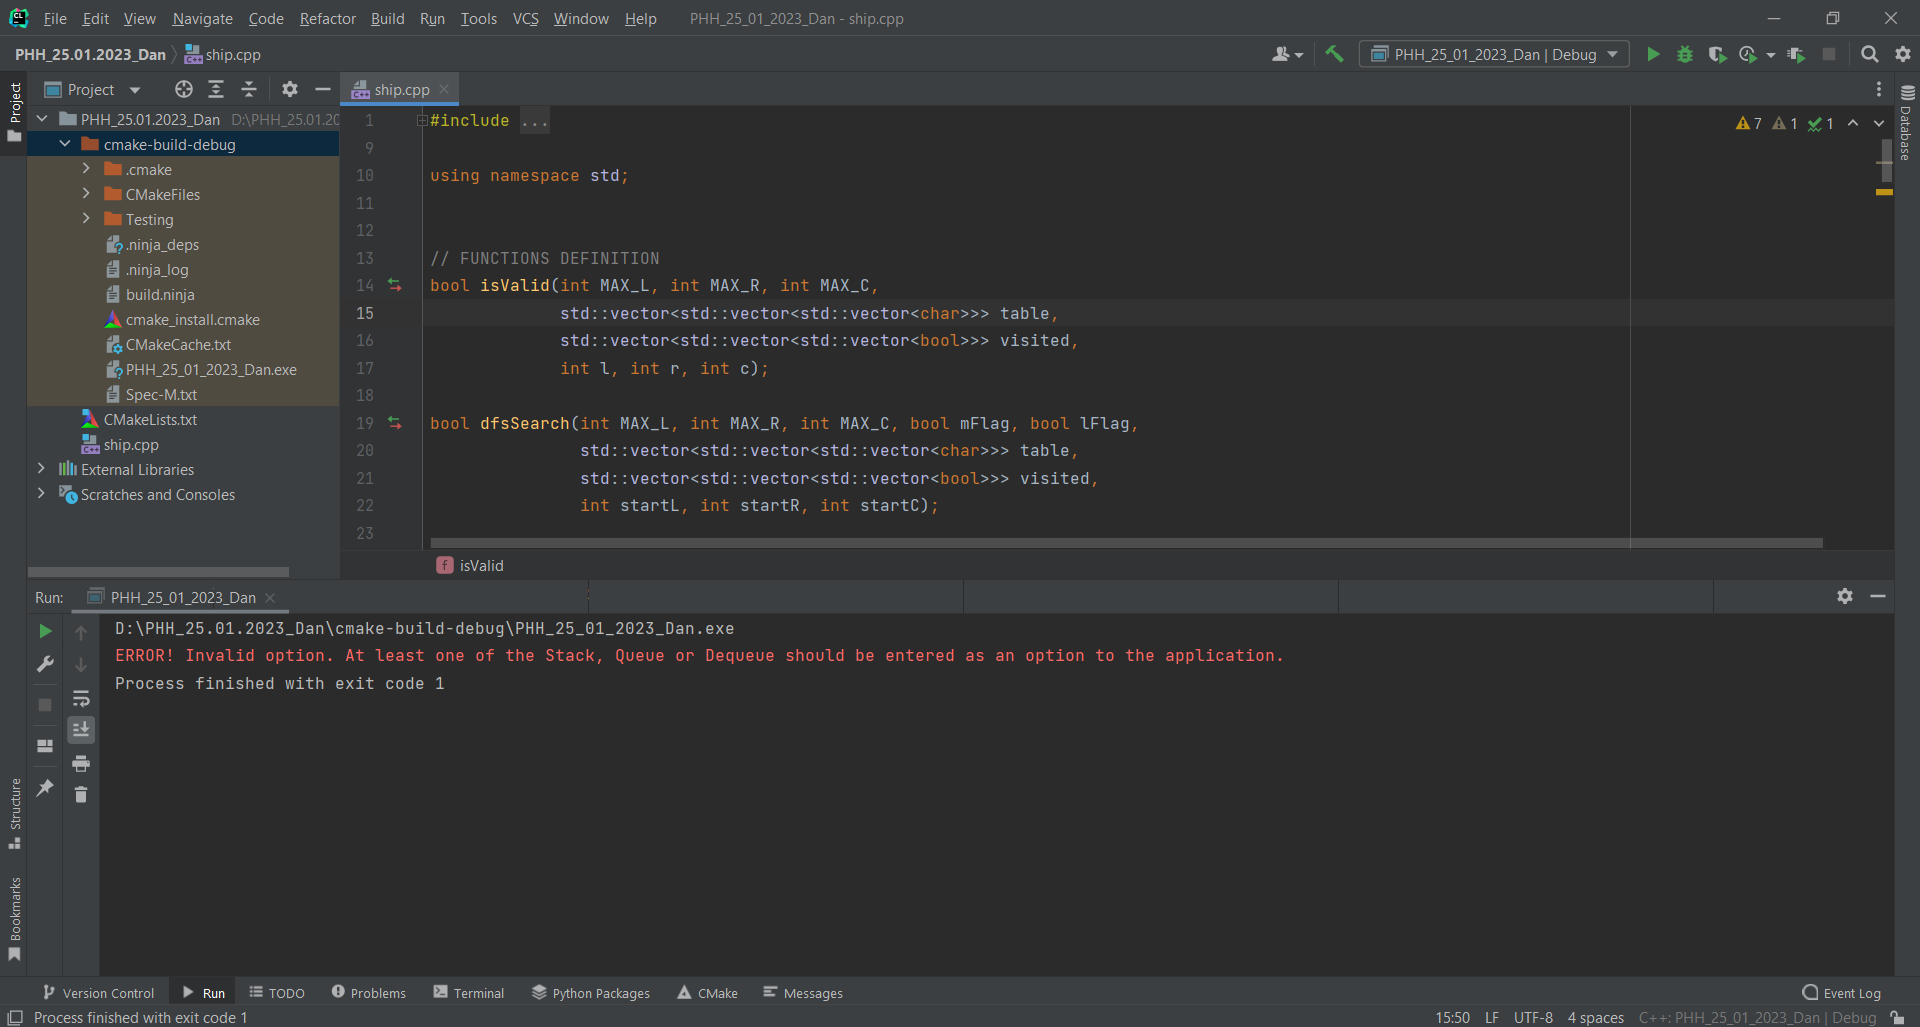 File Edit View Navigate Code Refactor Build Run Tools VCS Window Help PHH_25_01_2023_Dan - ship.cpp
PHH_25.01.2023_Dan ship.cpp PHH_25_01_2023_Dan | Debug
Project
Project
ship.cpp
PHH_25.01.2023_Dan D:\PHH_25.01.20
cmake-build-debug
.cmake
CMakeFiles
Testing
.ninja_deps
.ninja_log
build.ninja
cmake_install.cmake
CMakeCache.txt
PHH_25_01_2023_Dan.exe
Spec-M.txt
CMakeLists.txt
ship.cpp
External Libraries
Scratches and Consoles
7 1 1
Database
1 #include ...
9
10 using namespace std;
11
12
13 // FUNCTIONS DEFINITION
14 bool isValid(int MAX_L, int MAX_R, int MAX_C,
15 std::vector<std::vector<std::vector<char>>> table,
16 std::vector<std::vector<std::vector<bool>>> visited,
17 int l, int r, int c);
18
19 bool dfsSearch(int MAX_L, int MAX_R, int MAX_C, bool mFlag, bool lFlag,
20 std::vector<std::vector<std::vector<char>>> table,
21 std::vector<std::vector<std::vector<bool>>> visited,
22 int startL, int startR, int startC);
23
f isValid
Run: PHH_25_01_2023_Dan
D:\PHH_25.01.2023_Dan\cmake-build-debug\PHH_25_01_2023_Dan.exe
ERROR! Invalid option. At least one of the Stack, Queue or Dequeue should be entered as an option to the application.
Process finished with exit code 1
Structure
Bookmarks
Version Control Run TODO Problems Terminal Python Packages CMake Messages Event Log
Process finished with exit code 1 15:50 LF UTF-8 4 spaces C++: PHH_25_01_2023_Dan | Debug